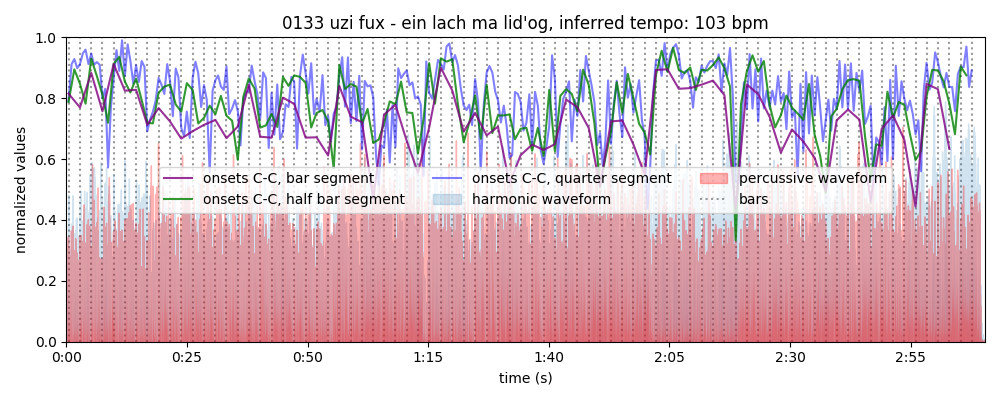 0133 uzi fux - ein lach ma lid'og, inferred tempo: 103 bpm
normalized values
1.0
0.8
0.6
0.4
0.2
0.0
onsets C-C, bar segment
onsets C-C, half bar segment
onsets C-C, quarter segment
harmonic waveform
percussive waveform
bars
0:00 0:25 0:50 1:15 1:40 2:05 2:30 2:55
time (s)